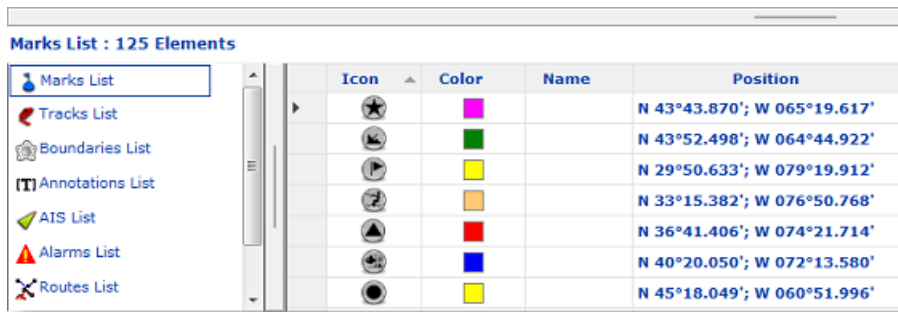 Marks List : 125 Elements
Marks List
Tracks List
Boundaries List
[T] Annotations List
AIS List
Alarms List
Routes List
Icon Color Name Position
N 43°43.870'; W 065°19.617'
N 43°52.498'; W 064°44.922'
N 29°50.633'; W 079°19.912'
N 33°15.382'; W 076°50.768'
N 36°41.406'; W 074°21.714'
N 40°20.050'; W 072°13.580'
N 45°18.049'; W 060°51.996'